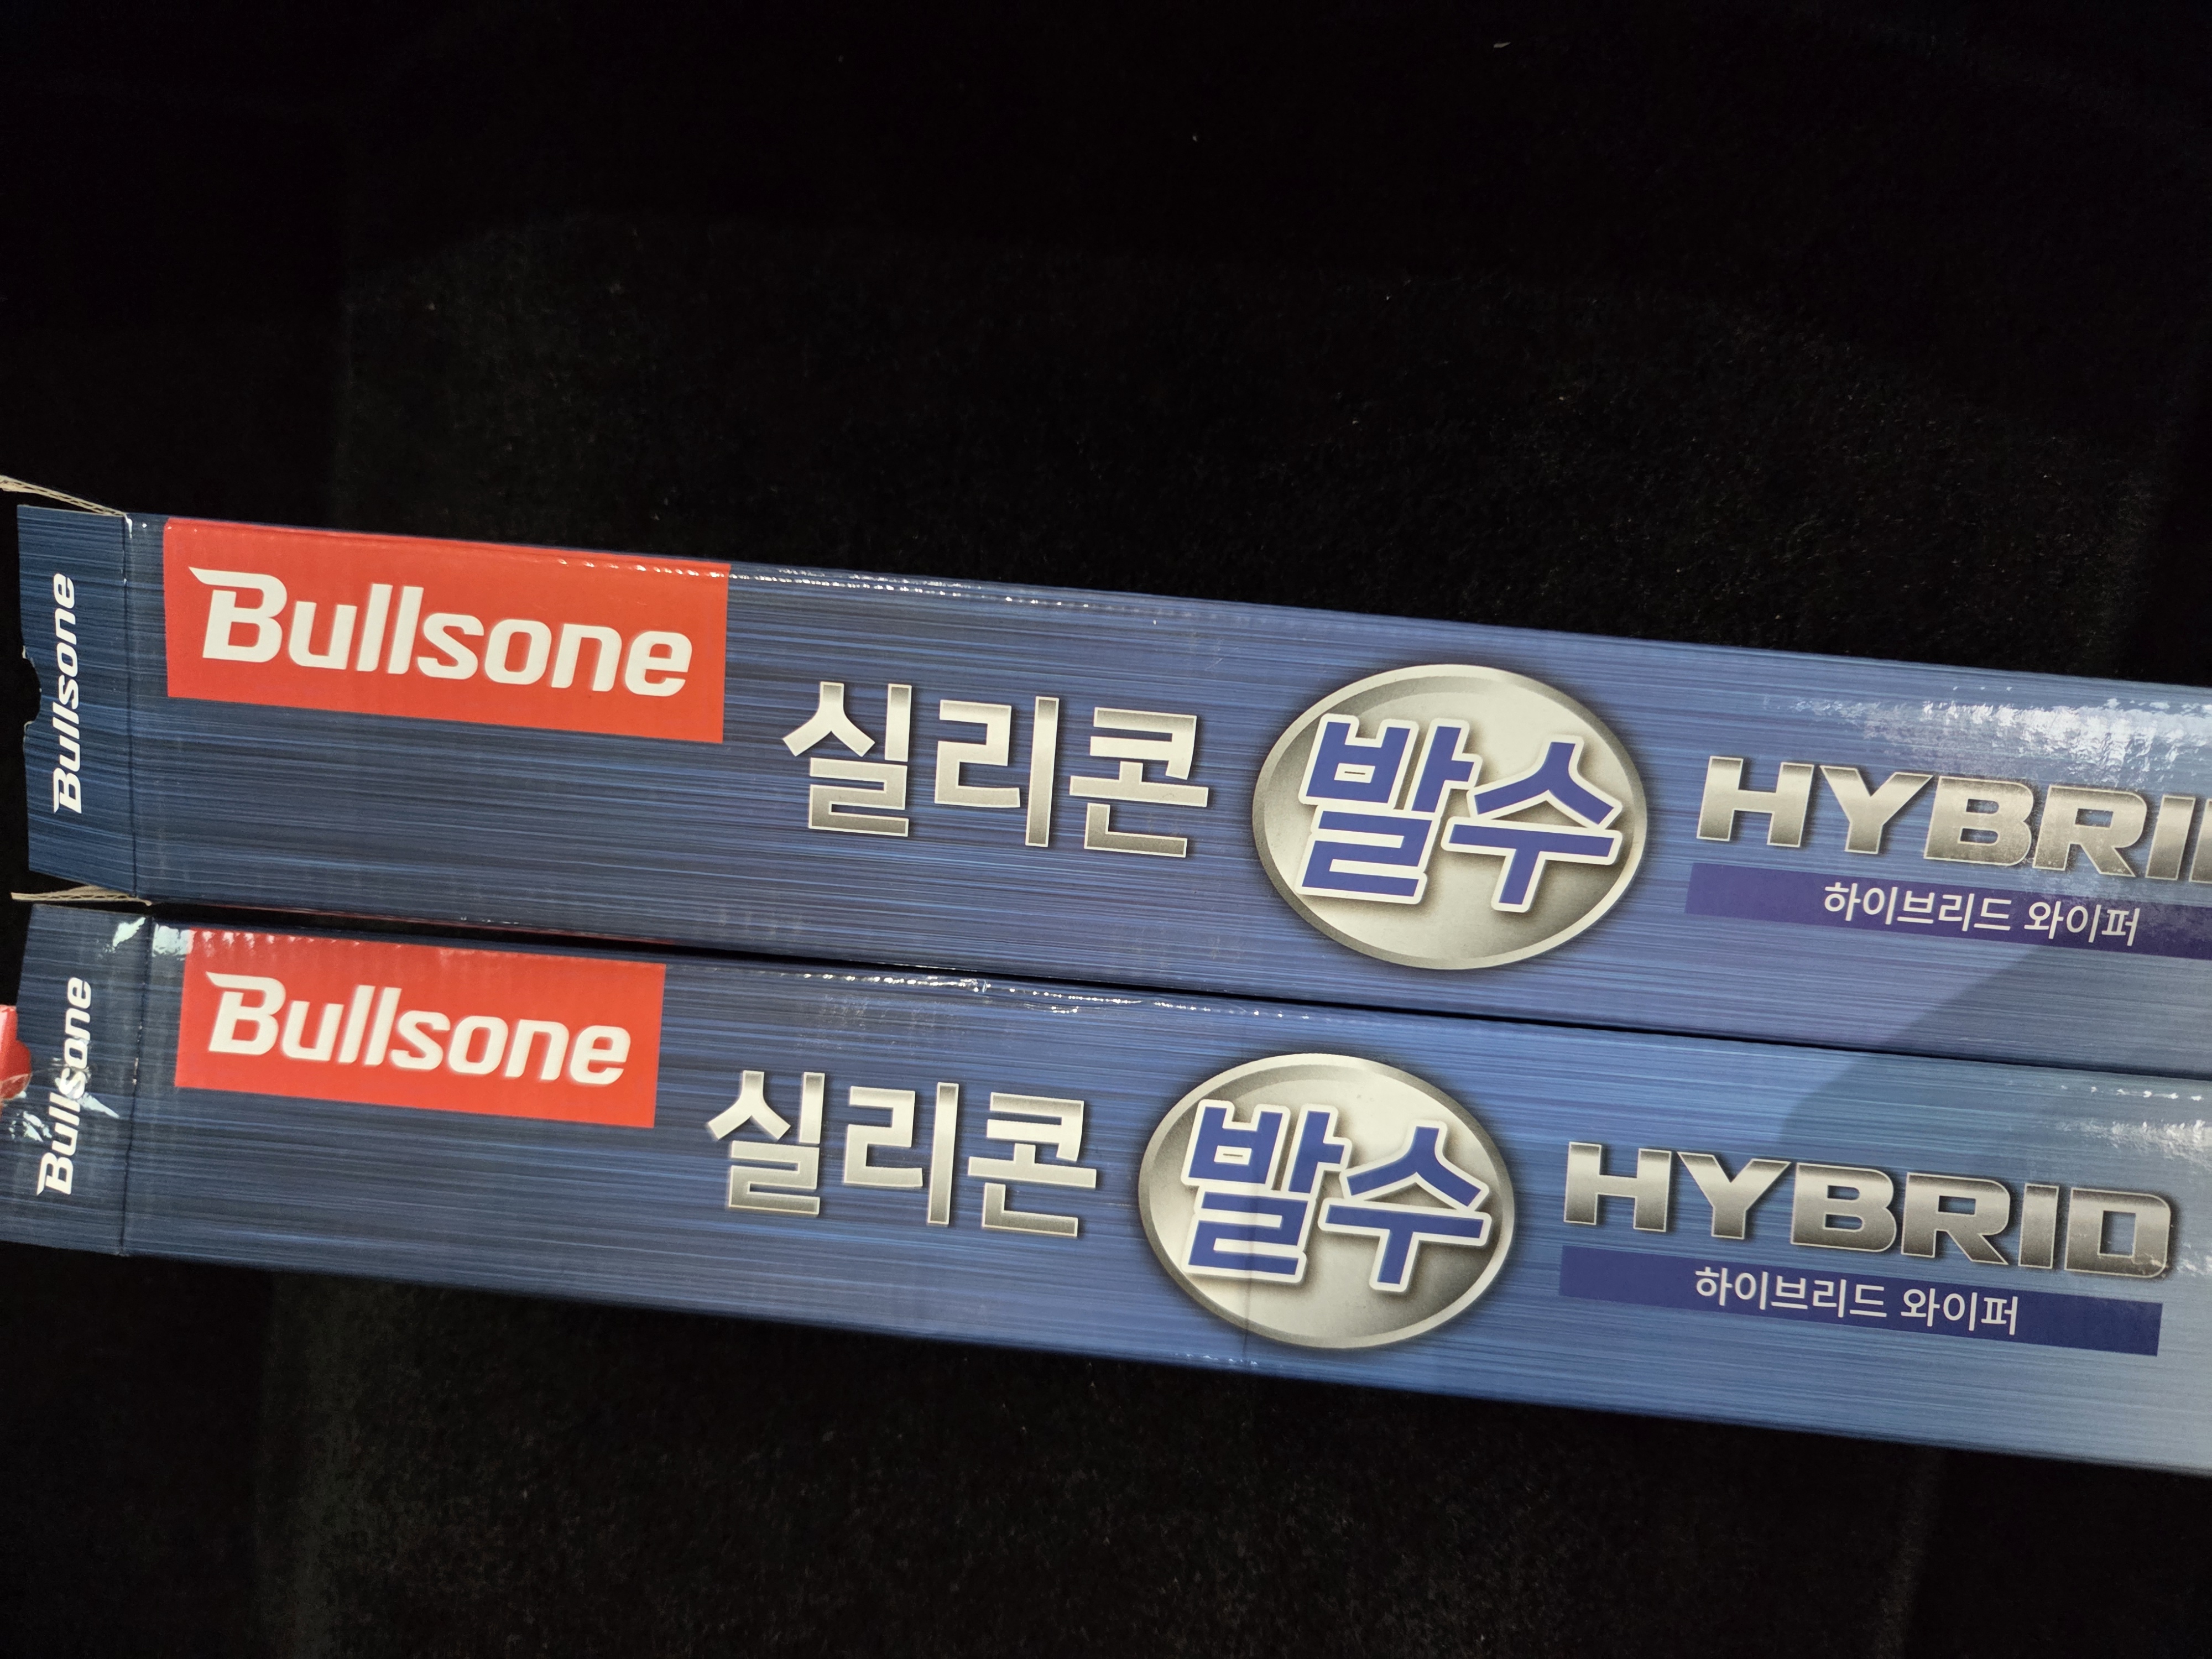 Bullsone
Bullsone
실리콘 발수 HYBRI
하이브리드 와이퍼
Bullsone
Bullsone
실리콘 발수 HYBRID
하이브리드 와이퍼